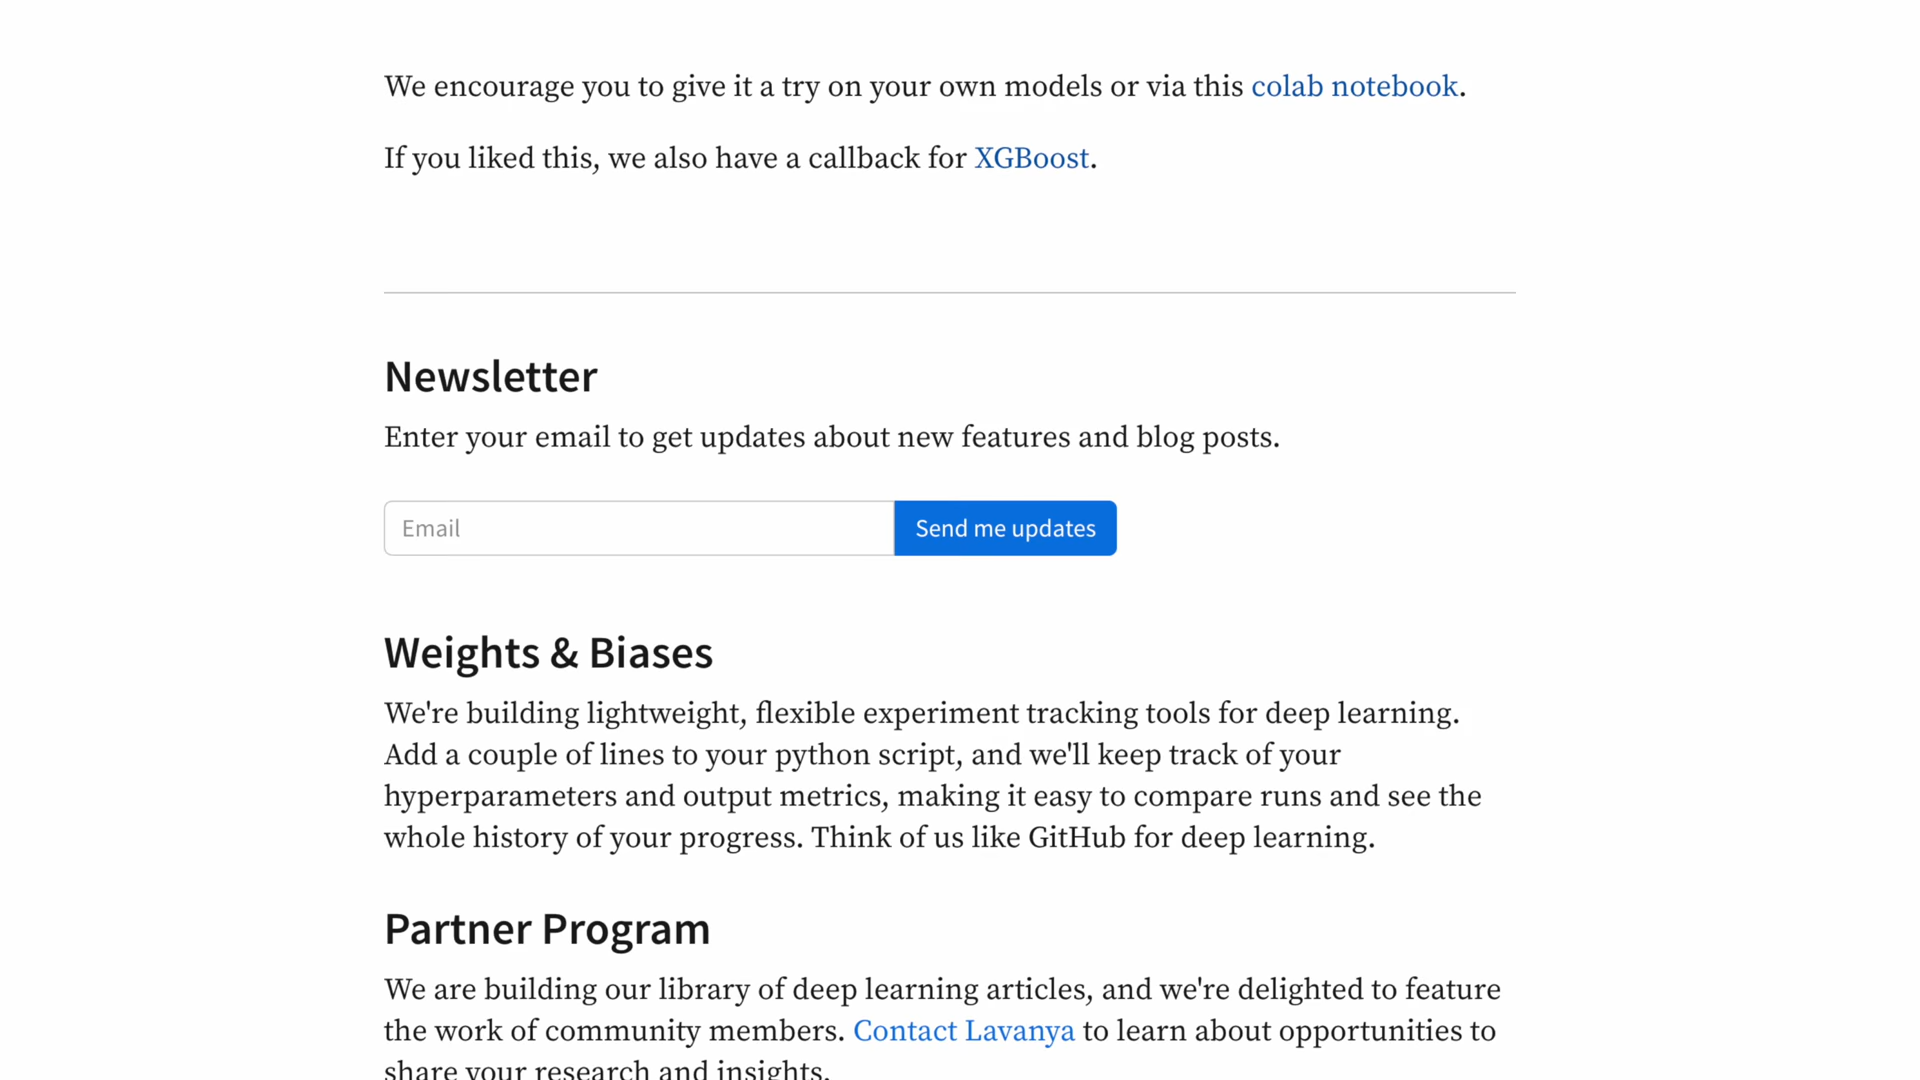 We encourage you to give it a try on your own models or via this colab notebook.
If you liked this, we also have a callback for XGBoost.
Newsletter
Enter your email to get updates about new features and blog posts.
Email
Send me updates
Weights & Biases
We're building lightweight, flexible experiment tracking tools for deep learning.
Add a couple of lines to your python script, and we'll keep track of your
hyperparameters and output metrics, making it easy to compare runs and see the
whole history of your progress. Think of us like GitHub for deep learning.
Partner Program
We are building our library of deep learning articles, and we're delighted to feature
the work of community members. Contact Lavanya to learn about opportunities to
share your research and insights.